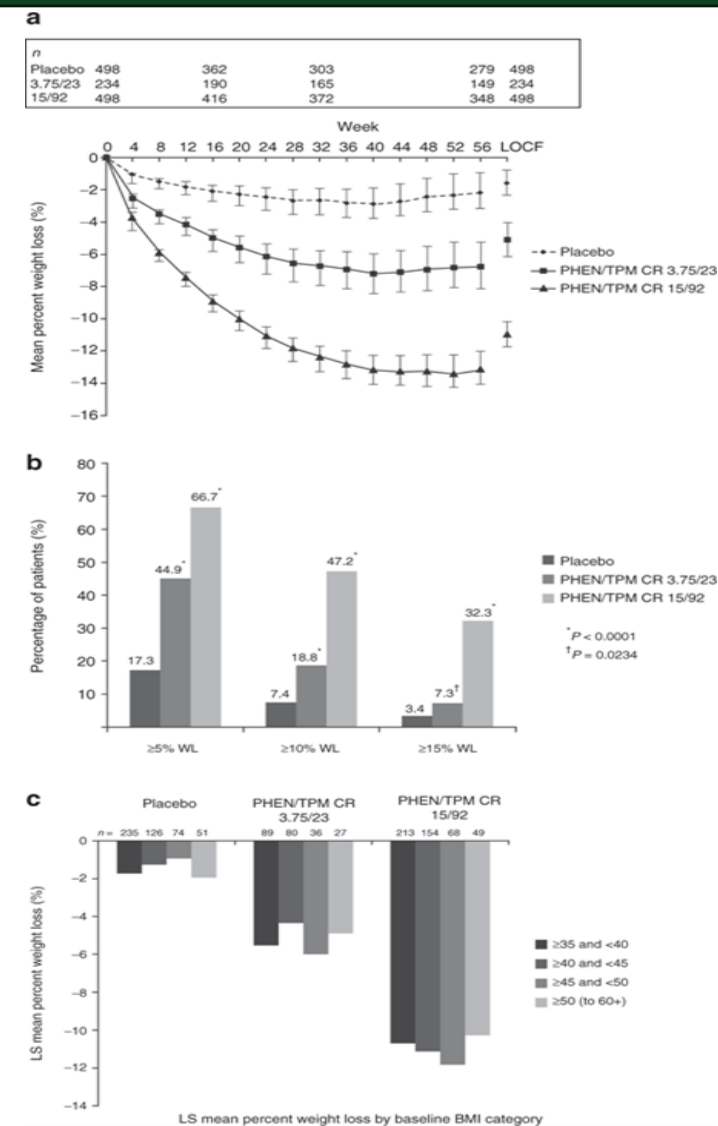 a
n
Placebo 498 362 303 279 498
3.75/23 234 190 165 149 234
15/92 498 416 372 348 498
Week
0 4 8 12 16 20 24 28 32 36 40 44 48 52 56 LOCF
0
−2
−4
−6
−8
−10
−12
−14
−16
Mean percent weight loss (%)
Placebo
PHEN/TPM CR 3.75/23
PHEN/TPM CR 15/92
b
80
70
60
50
40
30
20
10
Percentage of patients (%)
17.3 44.9* 66.7*
7.4 18.8* 47.2*
3.4 7.3† 32.3*
≥5% WL ≥10% WL ≥15% WL
Placebo
PHEN/TPM CR 3.75/23
PHEN/TPM CR 15/92
*P < 0.0001
†P = 0.0234
c
Placebo
PHEN/TPM CR
3.75/23
PHEN/TPM CR
15/92
n = 235 126 74 51 89 80 36 27 213 154 68 49
0
−2
−4
−6
−8
−10
−12
−14
LS mean percent weight loss (%)
≥35 and <40
≥40 and <45
≥45 and <50
≥50 (to 60+)
LS mean percent weight loss by baseline BMI category